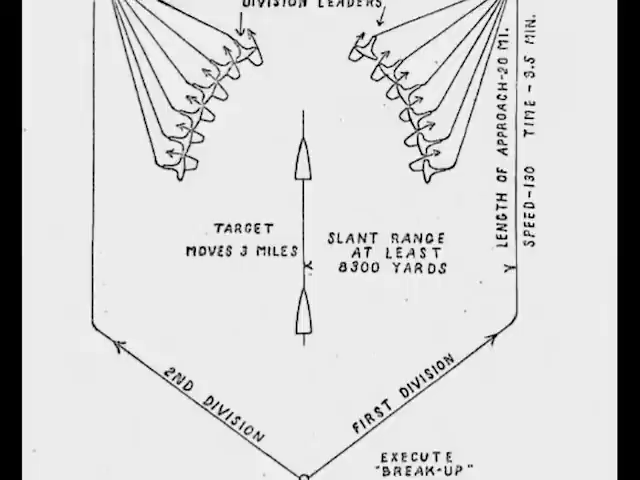 DIVISION LEADERS
LENGTH OF APPROACH-20 MI.
SPEED-130 TIME-3.5 MIN.
TARGET
MOVES 3 MILES
SLANT RANGE
AT LEAST
8300 YARDS
2ND DIVISION
FIRST DIVISION
EXECUTE
"BREAK-UP"